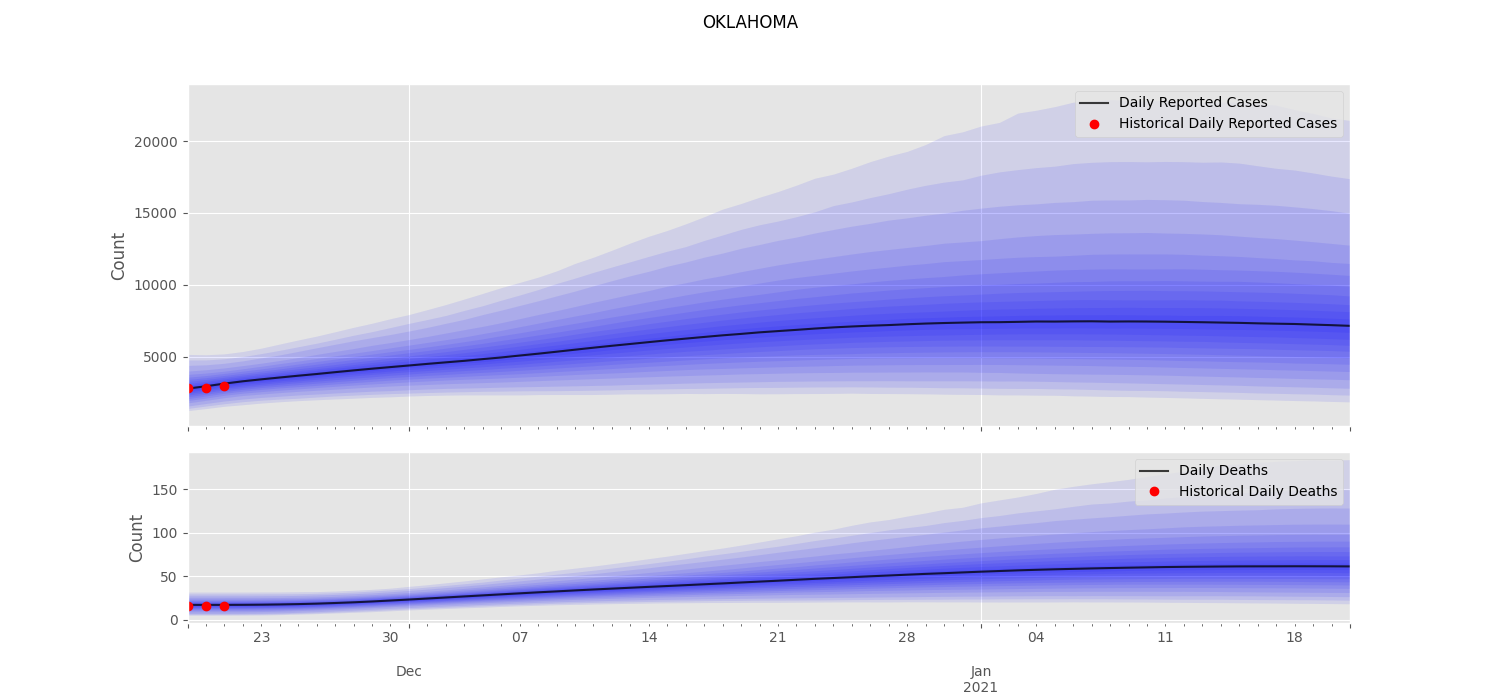 OKLAHOMA
Daily Reported Cases
Historical Daily Reported Cases
20000
15000
10000
5000
Count
Daily Deaths
Historical Daily Deaths
150
100
50
0
Count
23 30 07 14 21 28 04 11 18
Dec Jan
2021